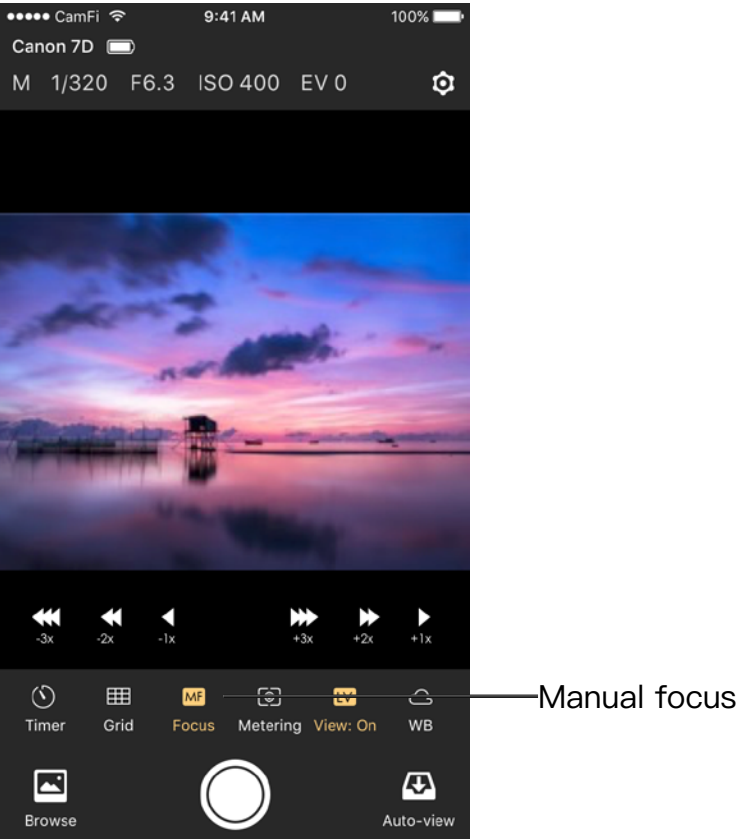 CamFi 9:41 AM 100%
Canon 7D
M 1/320 F6.3 ISO 400 EV 0
-3x -2x -1x +3x +2x +1x
MF LV
Timer Grid Focus Metering View: On WB
Manual focus
Browse Auto-view